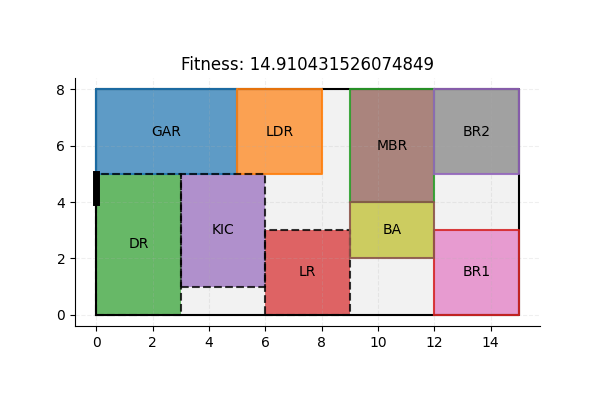 Fitness: 14.910431526074849
8
GAR
LDR
MBR
BR2
6
4
DR
KIC
BA
2
LR
BR1
0
0 2 4 6 8 10 12 14